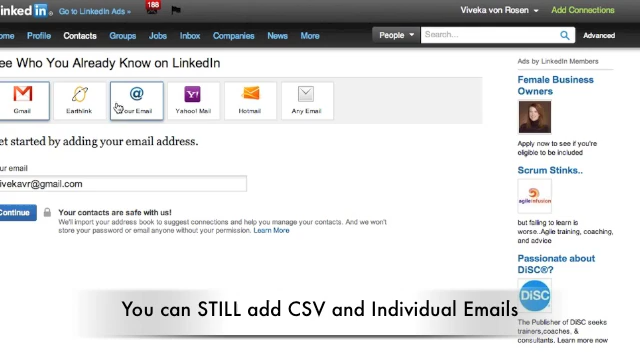 inked in
Go to LinkedIn Ads »
188
Viveka von Rosen
Add Connections
ome
Profile
Contacts
Groups
Jobs
Inbox
Companies
News
More
People
Search...
Advanced
ee Who You Already Know on LinkedIn
Gmail
Earthlink
@
Your Email
Y!
Yahoo! Mail
Hotmail
Any Email
et started by adding your email address.
ur email
ivekavr@gmail.com
Continue
Your contacts are safe with us!
We'll import your address book to suggest connections and help you manage your contacts. And we won't
store your password or email anyone without your permission. Learn More
Ads by LinkedIn Members
Female Business
Owners
Apply now to see if you're
eligible to be included
Scrum Stinks..
agileinfusion
but failing to learn is
worse..Agile training, coaching,
and advice
Passionate about
DiSC®?
DiSC
The Publisher of DiSC seeks
trainers,coaches, &
consultants. Learn more now
You can STILL add CSV and Individual Emails